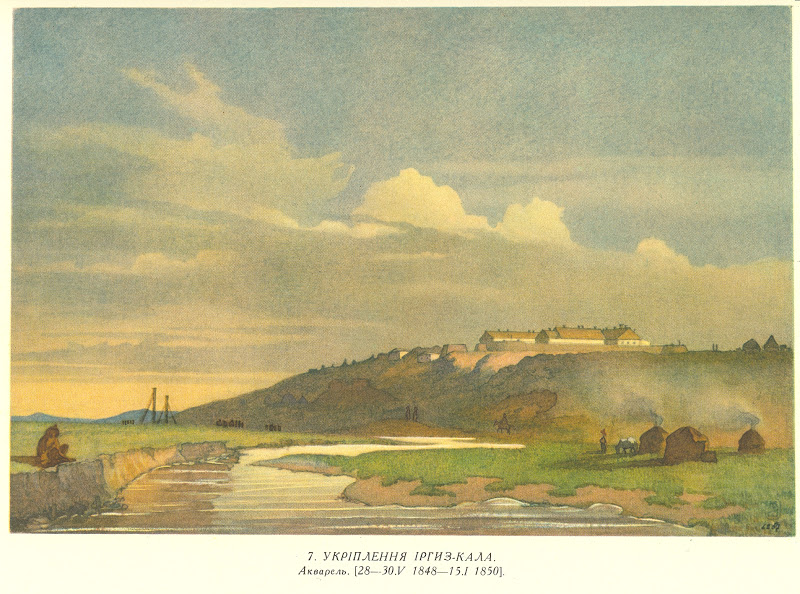 7. УКРІПЛЕННЯ ІРГИЗ-КАЛА.
Акварель. [28—30.V 1848—15.I 1850].